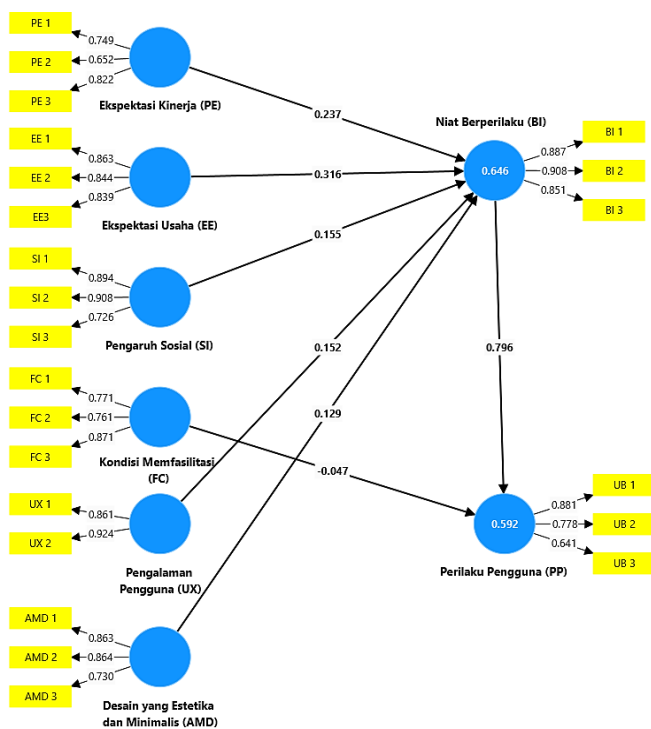 PE 1
0.749
PE 2
0.652
PE 3
0.822
Ekspektasi Kinerja (PE)
0.237
EE 1
0.863
EE 2
0.844
EE3
0.839
Ekspektasi Usaha (EE)
0.316
SI 1
0.894
SI 2
0.908
SI 3
0.726
Pengaruh Sosial (SI)
0.155
FC 1
0.771
FC 2
0.761
FC 3
0.871
Kondisi Memfasilitasi
(FC)
-0.047
UX 1
0.861
UX 2
0.924
Pengalaman
Pengguna (UX)
0.152
AMD 1
0.863
AMD 2
0.864
AMD 3
0.730
Desain yang Estetika
dan Minimalis (AMD)
0.129
Niat Berperilaku (BI)
0.646
0.887
BI 1
0.908
BI 2
0.851
BI 3
0.796
0.592
Perilaku Pengguna (PP)
0.881
UB 1
0.778
UB 2
0.641
UB 3